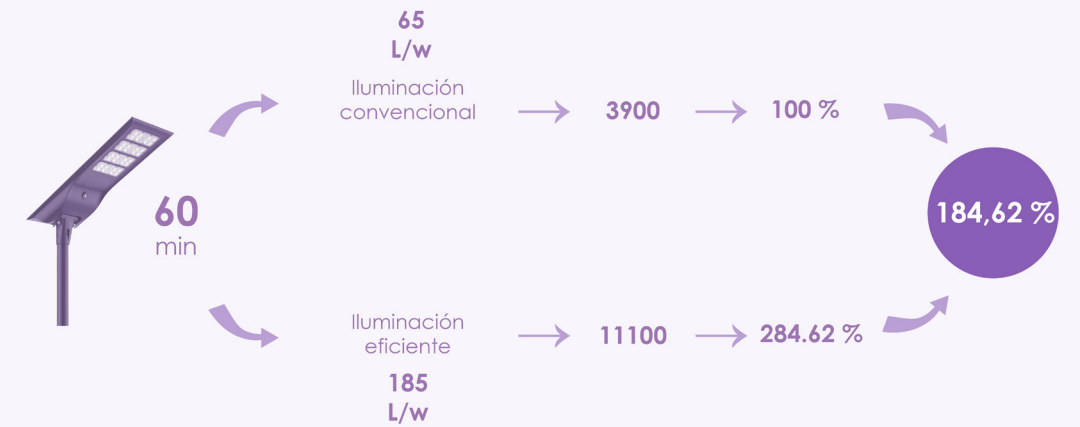 65
L/w
Iluminación
convencional
3900
100 %
60
min
184,62 %
Iluminación
eficiente
11100
284.62 %
185
L/w